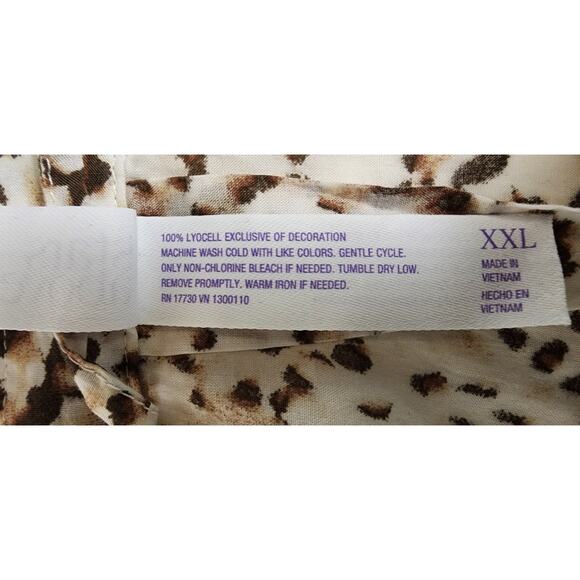 100% LYOCELL EXCLUSIVE OF DECORATION
MACHINE WASH COLD WITH LIKE COLORS. GENTLE CYCLE.
ONLY NON-CHLORINE BLEACH IF NEEDED. TUMBLE DRY LOW.
REMOVE PROMPTLY. WARM IRON IF NEEDED.
RN 17730 VN 1300110
XXL
MADE IN
VIETNAM
HECHO EN
VIETNAM